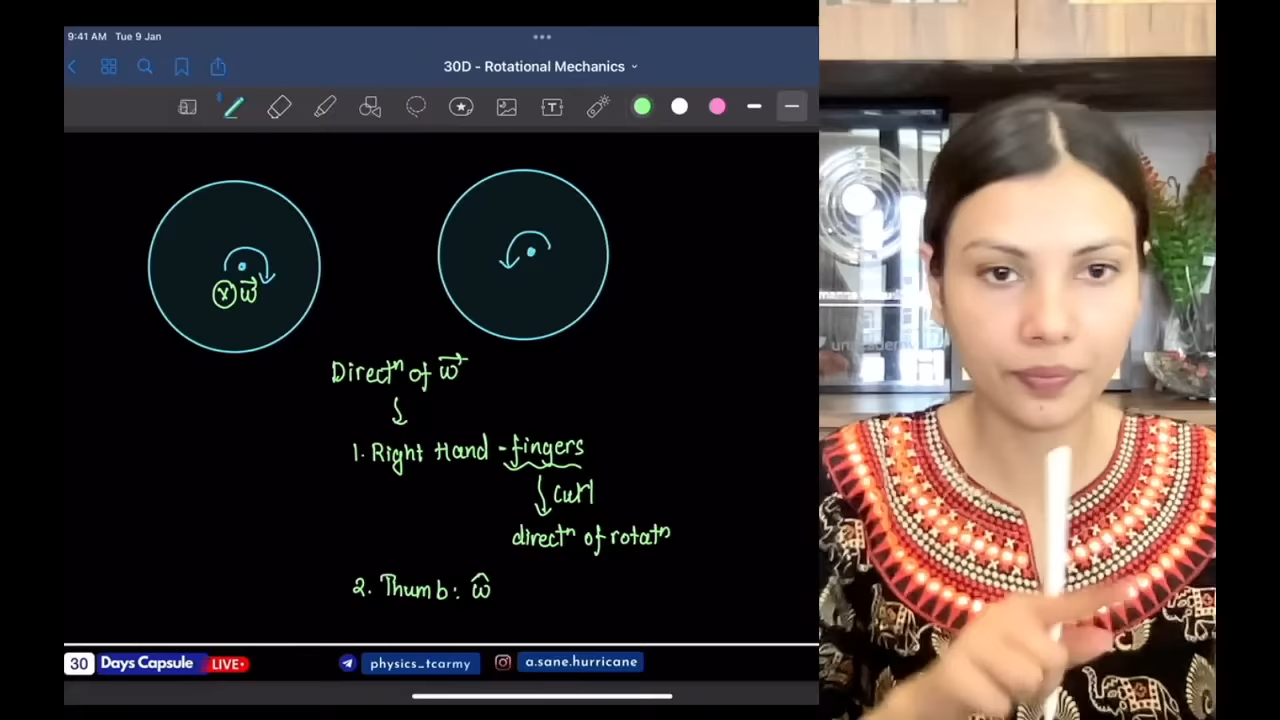 9:41 AM Tue 9 Jan
30D - Rotational Mechanics
T
ω
Directⁿ of ω
1. Right Hand - fingers
curl
directⁿ of rotatⁿ
2. Thumb: ω̂
30 Days Capsule LIVE
physics_tcarmy
a.sane.hurricane